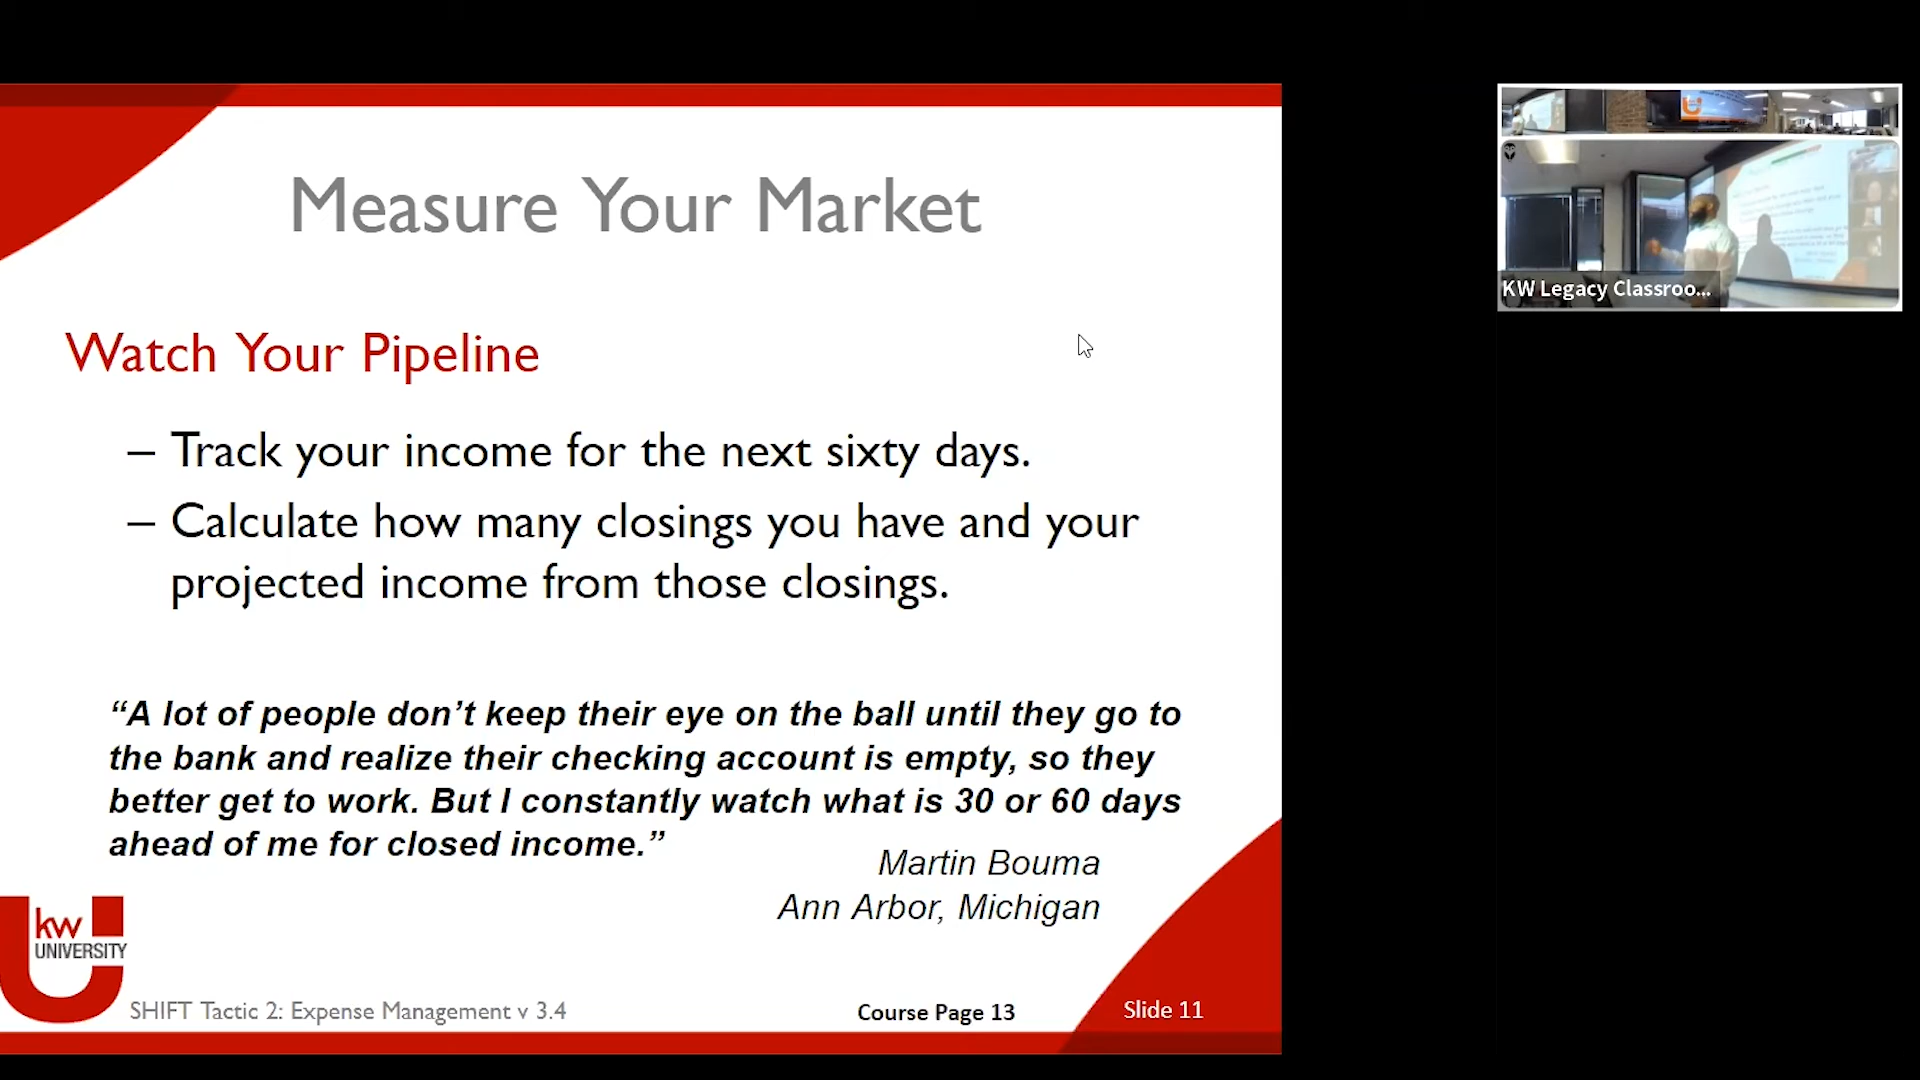 Measure Your Market
Watch Your Pipeline
– Track your income for the next sixty days.
– Calculate how many closings you have and your
projected income from those closings.
“A lot of people don’t keep their eye on the ball until they go to
the bank and realize their checking account is empty, so they
better get to work. But I constantly watch what is 30 or 60 days
ahead of me for closed income.”
Martin Bouma
Ann Arbor, Michigan
kw
UNIVERSITY
SHIFT Tactic 2: Expense Management v 3.4
Course Page 13
Slide 11
KW Legacy Classroo...